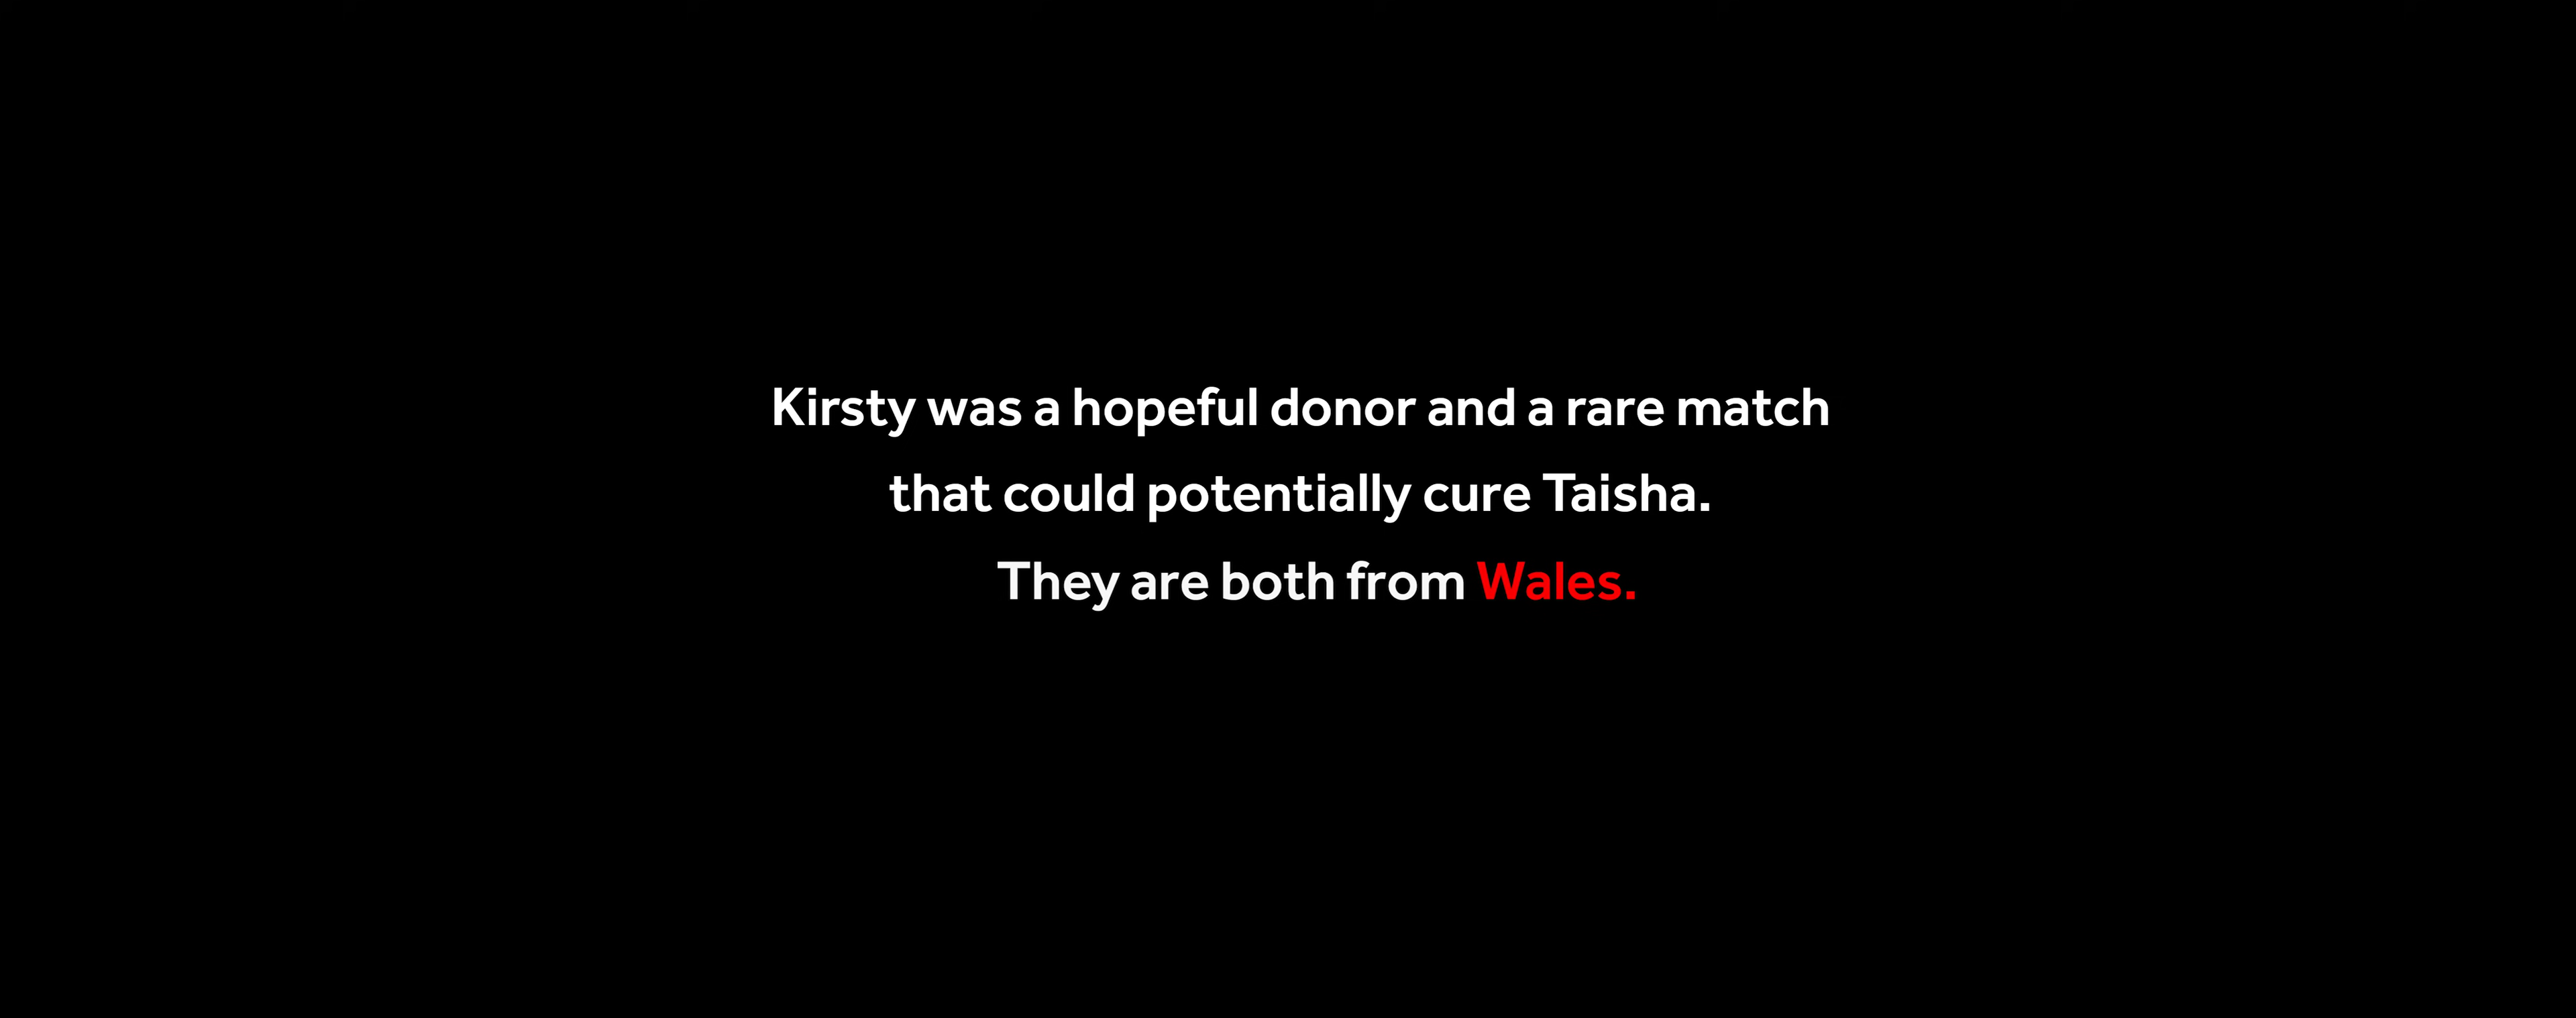 Kirsty was a hopeful donor and a rare match
that could potentially cure Taisha.
They are both from Wales.